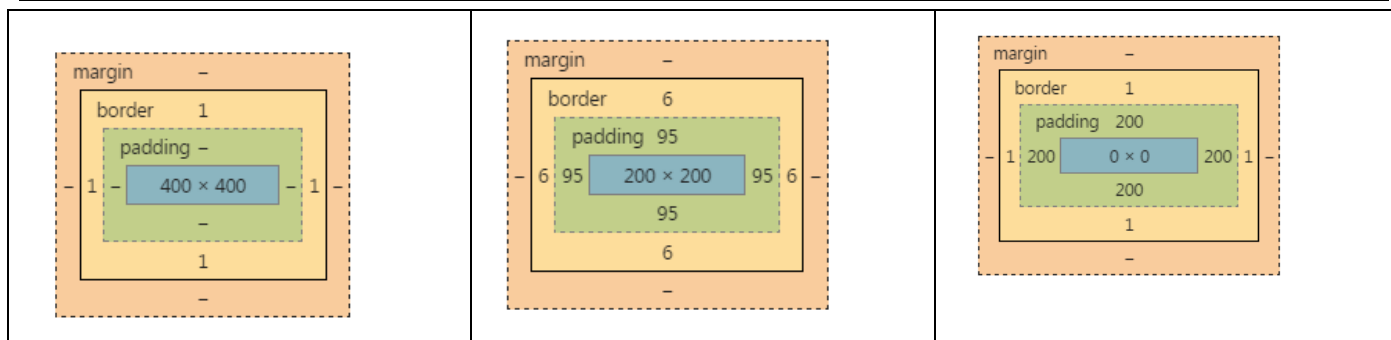 margin –
border 1
padding –
– 1 – 400 × 400 – 1 –
–
1
–
margin –
border 6
padding 95
– 6 95 200 × 200 95 6 –
95
6
–
margin –
border 1
padding 200
– 1 200 0 × 0 200 1 –
200
1
–